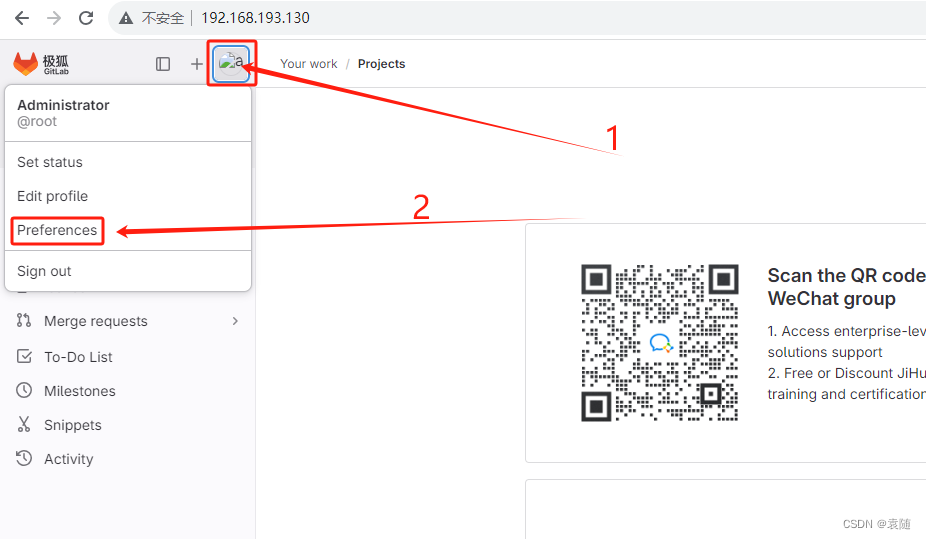 不安全 192.168.193.130
极狐
GitLab
a
Your work / Projects
1
Administrator
@root
Set status
Edit profile
2
Preferences
Sign out
Merge requests
To-Do List
Milestones
Snippets
Activity
Scan the QR code
WeChat group
1. Access enterprise-lev
solutions support
2. Free or Discount JiHu
training and certification
CSDN @袁随